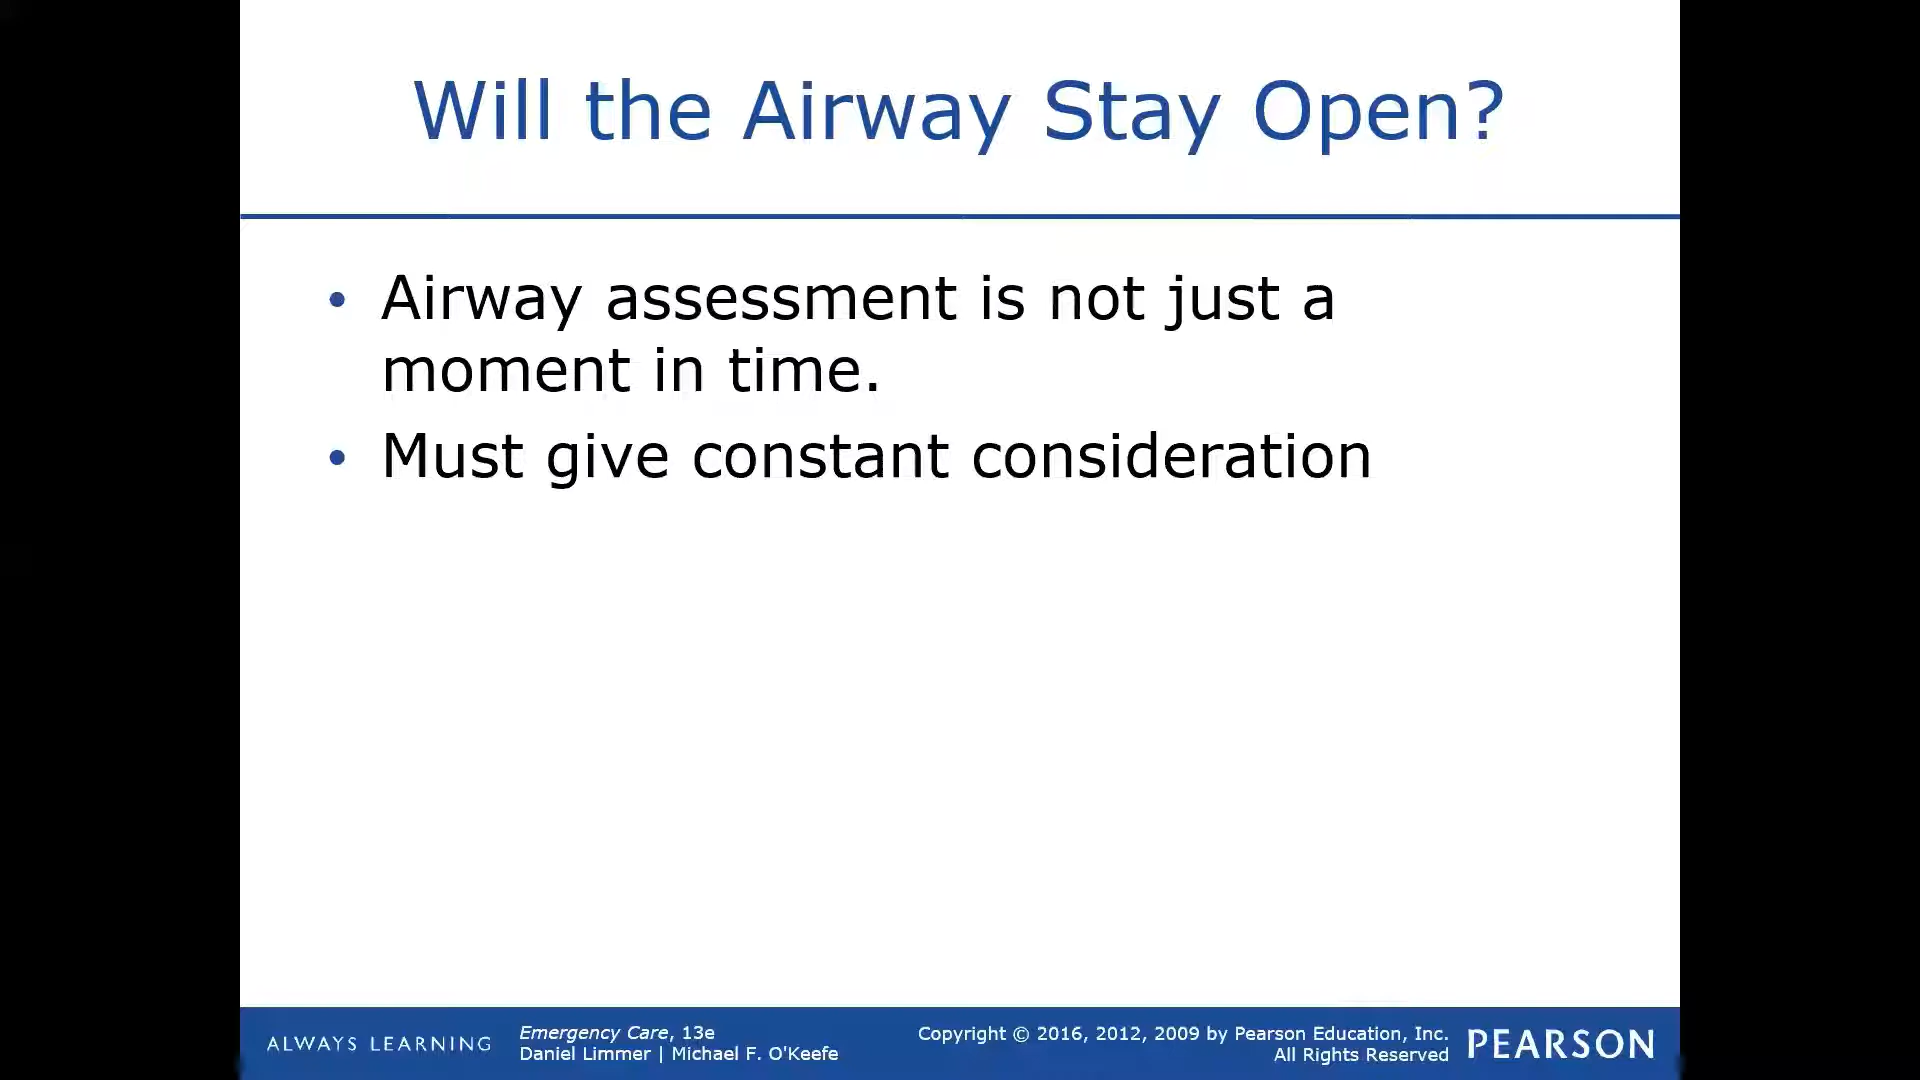 Will the Airway Stay Open?
• Airway assessment is not just a
moment in time.
• Must give constant consideration
ALWAYS LEARNING
Emergency Care, 13e
Daniel Limmer | Michael F. O'Keefe
Copyright © 2016, 2012, 2009 by Pearson Education, Inc.
All Rights Reserved
PEARSON